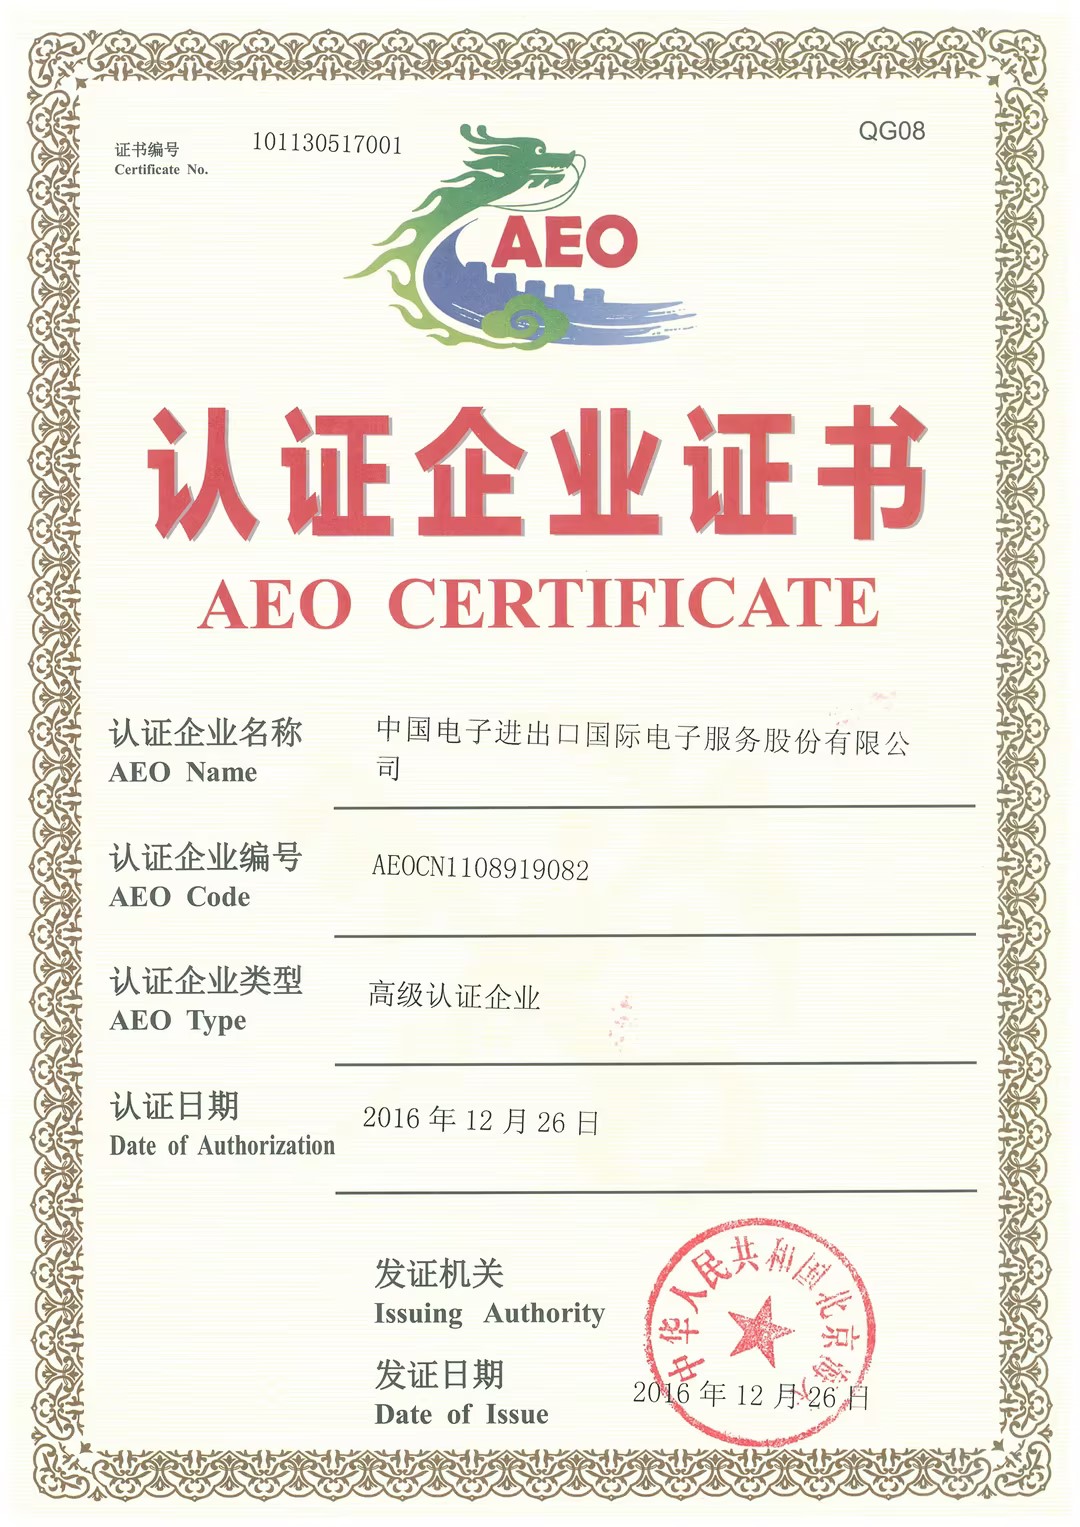 证书编号
Certificate No.
101130517001
QG08
AEO
认证企业证书
AEO CERTIFICATE
认证企业名称
AEO Name
中国电子进出口国际电子服务股份有限公
司
认证企业编号
AEO Code
AEOCN1108919082
认证企业类型
AEO Type
高级认证企业
认证日期
Date of Authorization
2016 年 12 月 26 日
发证机关
Issuing Authority
中华人民共和国北京海关
发证日期
Date of Issue
2016 年 12 月 26 日